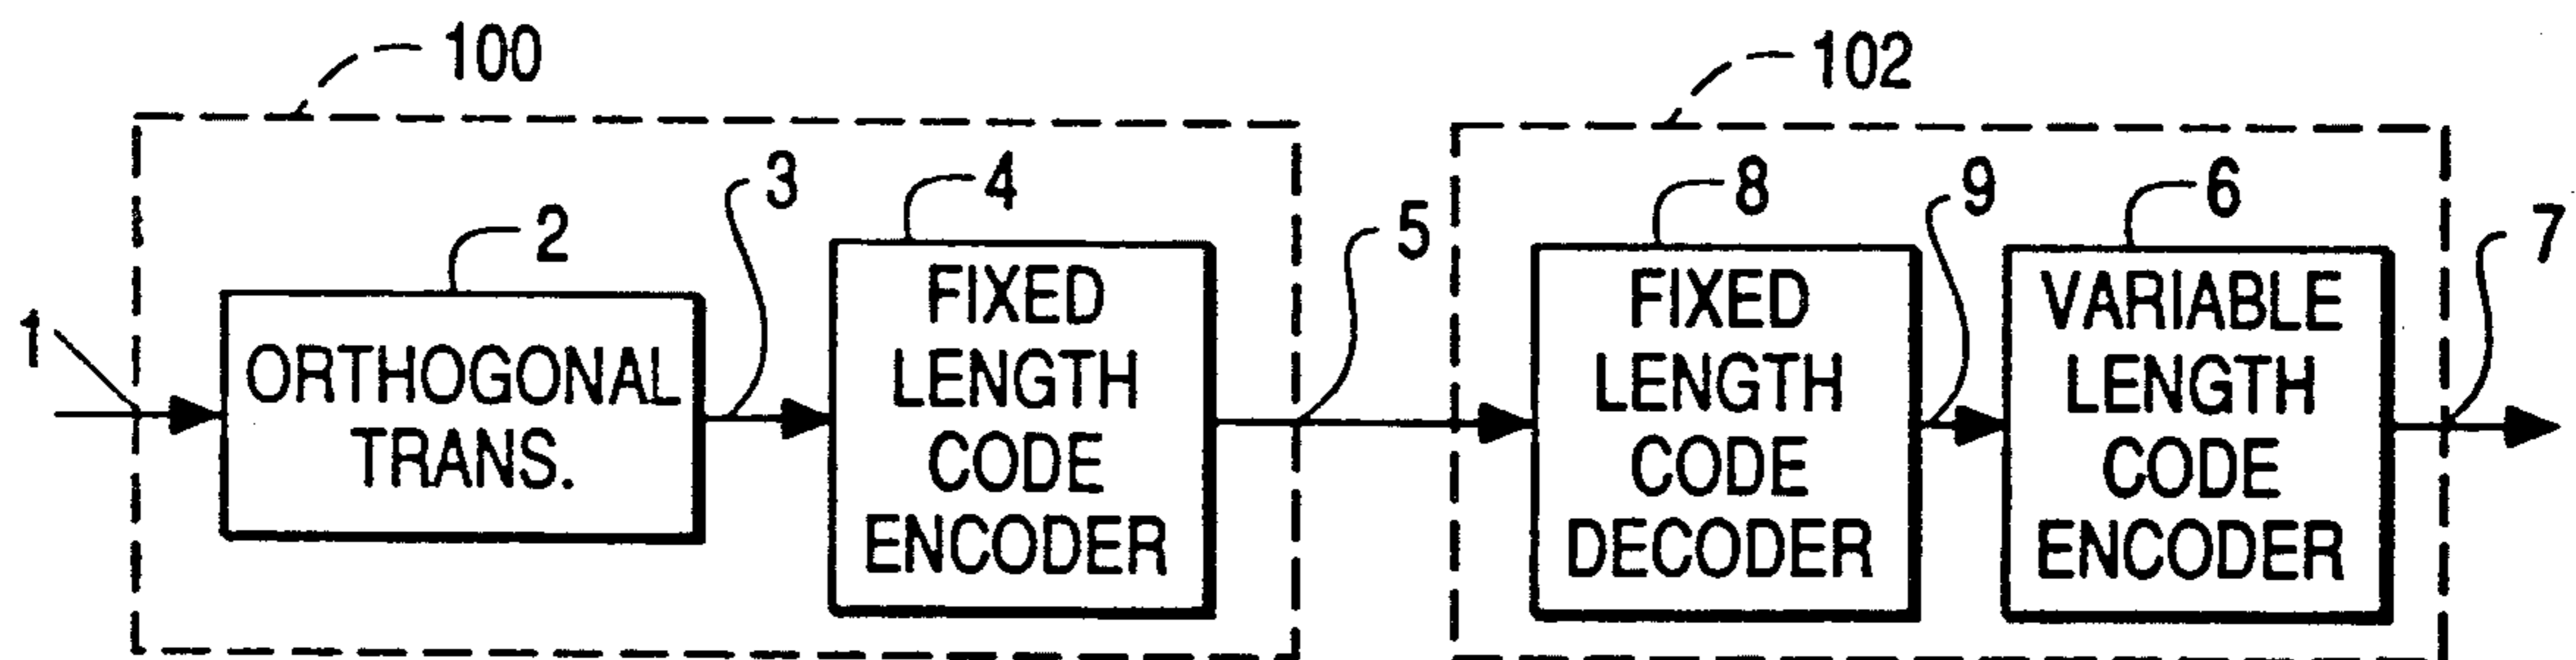 100
102
1
2
3
4
5
8
9
6
7
ORTHOGONAL
TRANS.
FIXED
LENGTH
CODE
ENCODER
FIXED
LENGTH
CODE
DECODER
VARIABLE
LENGTH
CODE
ENCODER